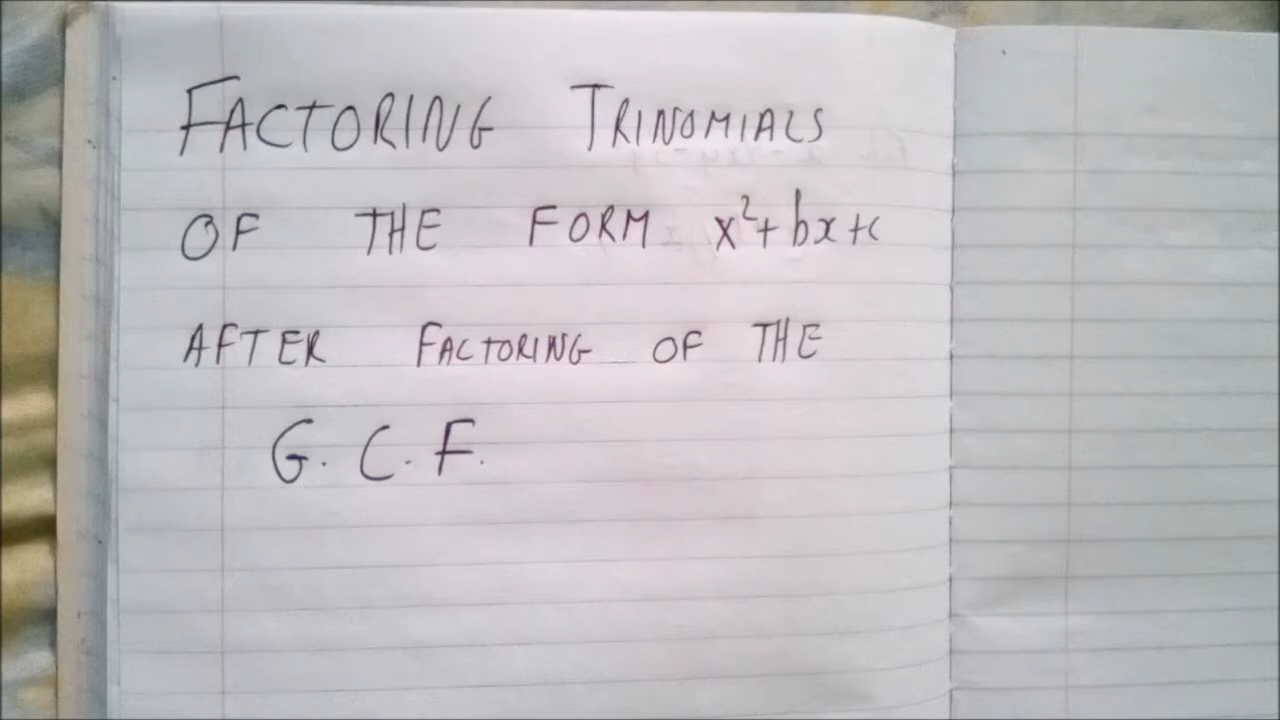 FACTORING TRINOMIALS
OF THE FORM x²+bx+c
AFTER FACTORING OF THE
G.C.F.